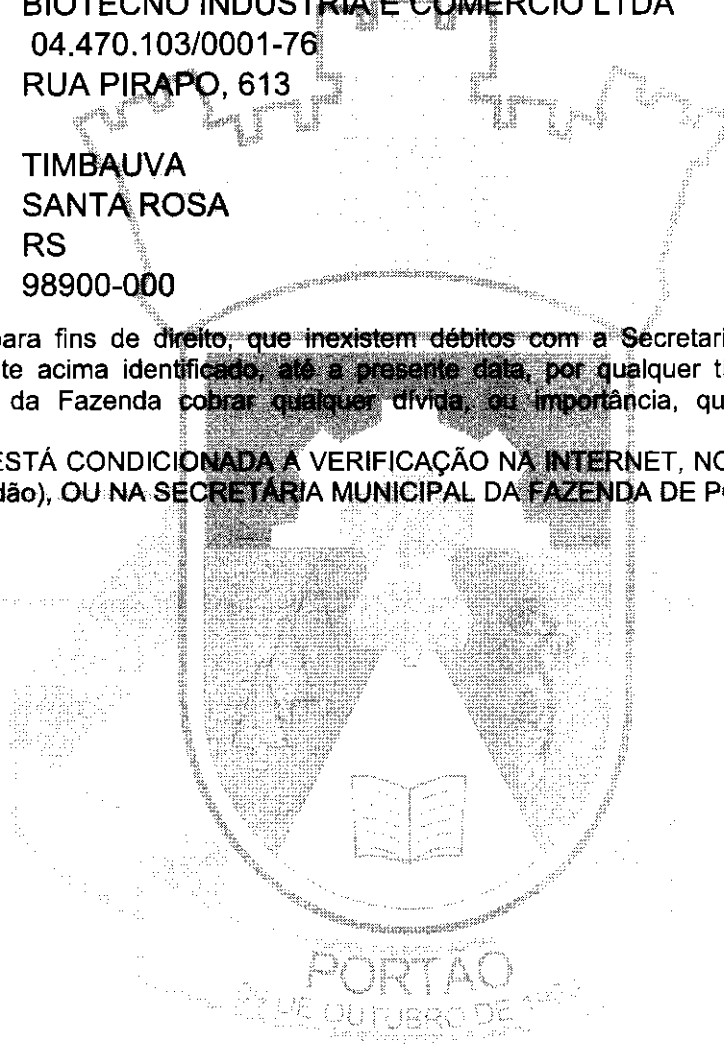 BIOTECNO INDUSTRIA E COMERCIO LTDA
04.470.103/0001-76
RUA PIRAPO, 613
TIMBAUVA
SANTA ROSA
RS
98900-000
para fins de direito, que inexistem débitos com a Secretari
te acima identificado, até a presente data, por qualquer t
da Fazenda cobrar qualquer dívida, ou importância, qu
ESTÁ CONDICIONADA A VERIFICAÇÃO NA INTERNET, NO
dão), OU NA SECRETÁRIA MUNICIPAL DA FAZENDA DE P
PORTÃO
DE OUTUBRO DE